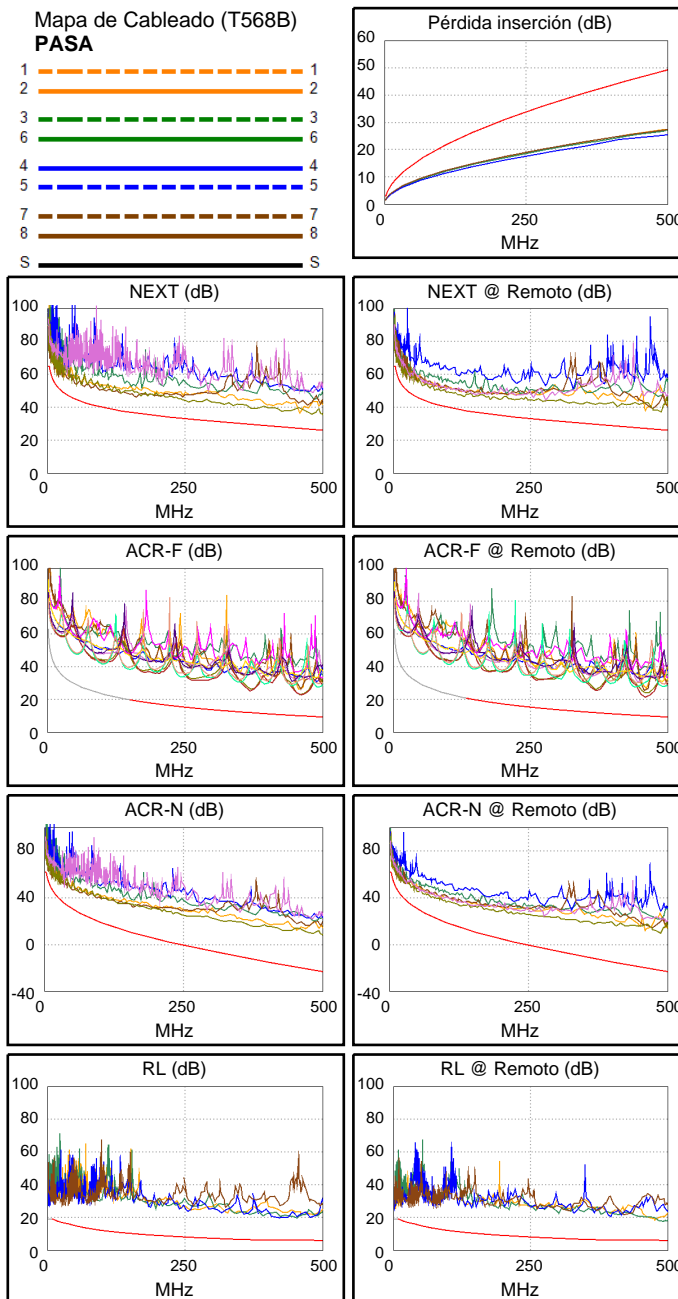 Mapa de Cableado (T568B)
PASA
1 1
2 2
3 3
6 6
4 4
5 5
7 7
8 8
S S
Pérdida inserción (dB)
60
50
40
30
20
10
0
0 250 500
MHz
NEXT (dB)
100
80
60
40
20
0
0 250 500
MHz
NEXT @ Remoto (dB)
100
80
60
40
20
0
0 250 500
MHz
ACR-F (dB)
100
80
60
40
20
0
0 250 500
MHz
ACR-F @ Remoto (dB)
100
80
60
40
20
0
0 250 500
MHz
ACR-N (dB)
80
40
0
-40
0 250 500
MHz
ACR-N @ Remoto (dB)
80
40
0
-40
0 250 500
MHz
RL (dB)
100
80
60
40
20
0
0 250 500
MHz
RL @ Remoto (dB)
100
80
60
40
20
0
0 250 500
MHz